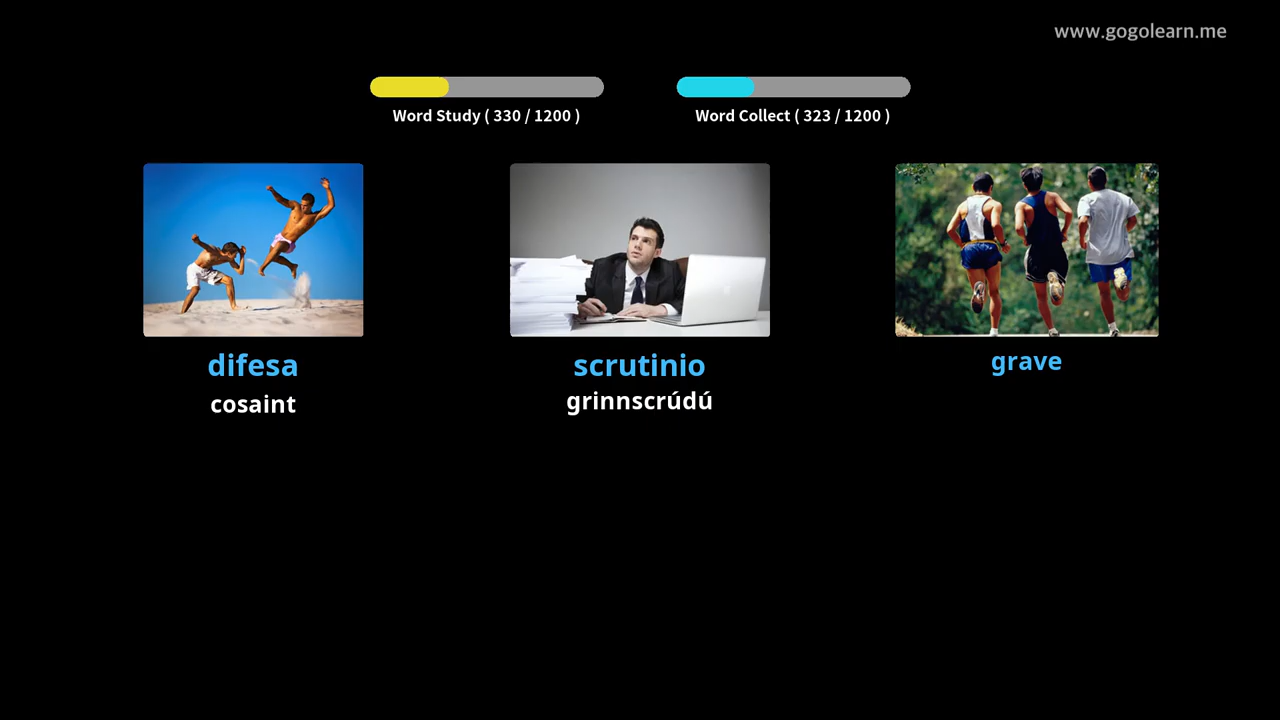 www.gogolearn.me
Word Study ( 330 / 1200 )
Word Collect ( 323 / 1200 )
difesa
cosaint
scrutinio
grinnscrúdú
grave